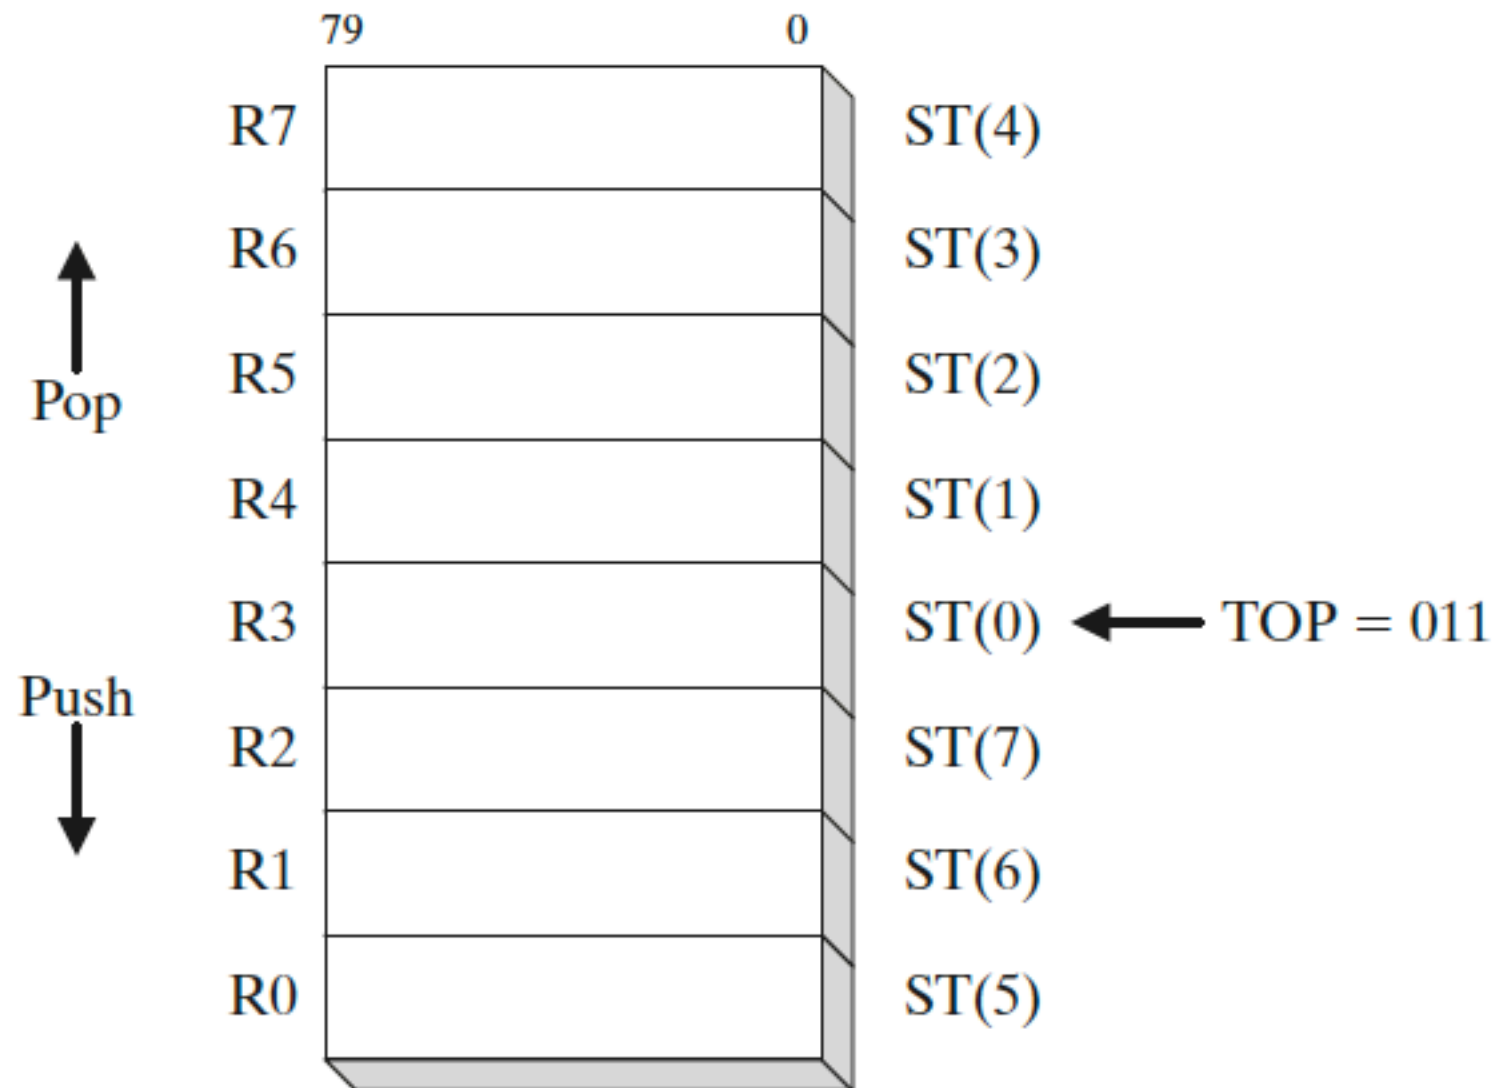 79 0
R7 ST(4)
R6 ST(3)
R5 ST(2)
Pop
R4 ST(1)
R3 ST(0) TOP = 011
Push
R2 ST(7)
R1 ST(6)
R0 ST(5)